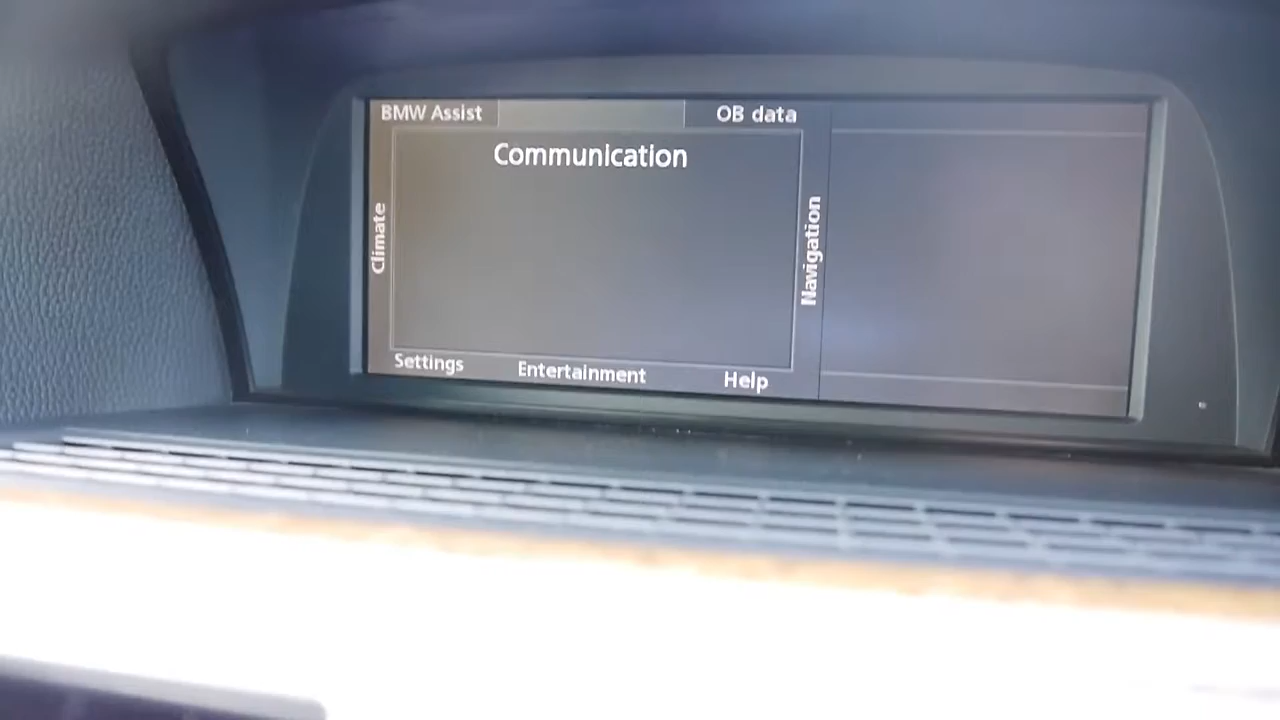 BMW Assist
OB data
Communication
Climate
Navigation
Settings
Entertainment
Help